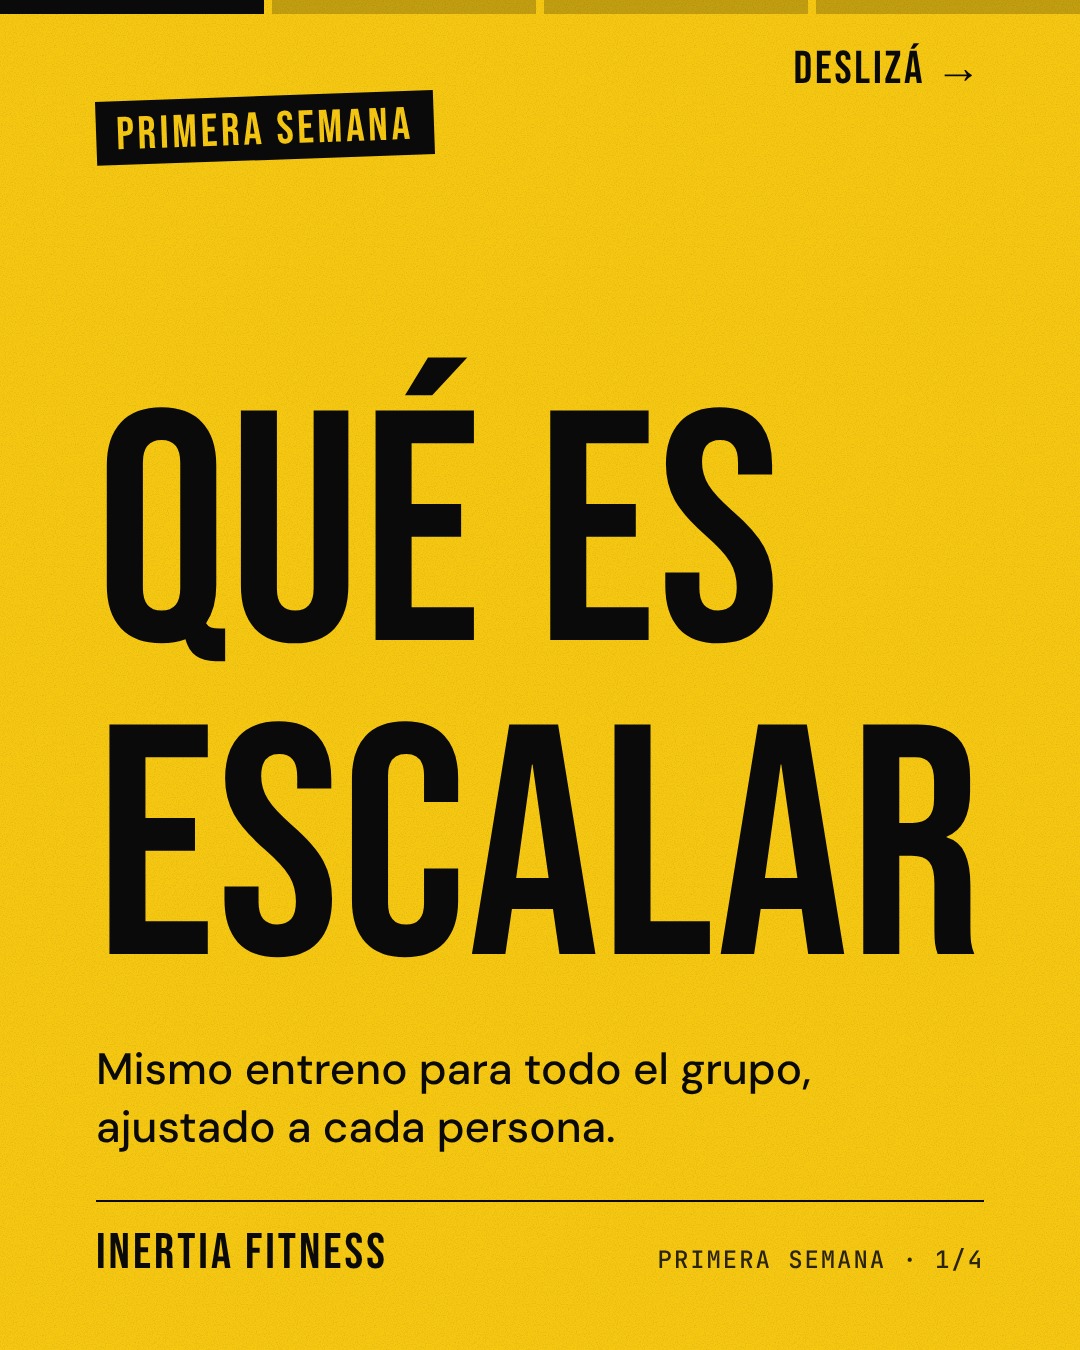 DESLIZÁ →
PRIMERA SEMANA
QUÉ ES
ESCALAR
Mismo entreno para todo el grupo,
ajustado a cada persona.
INERTIA FITNESS
PRIMERA SEMANA · 1/4